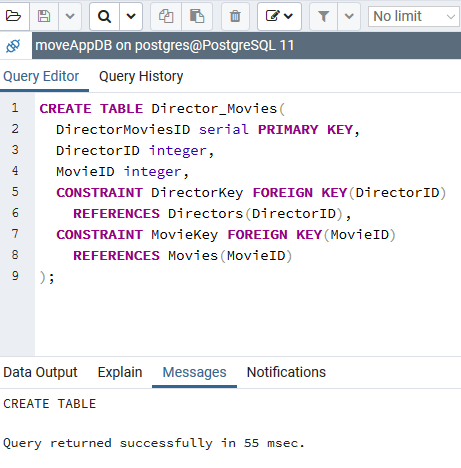 No limit
moveAppDB on postgres@PostgreSQL 11
Query Editor Query History
1 CREATE TABLE Director_Movies(
2 DirectorMoviesID serial PRIMARY KEY,
3 DirectorID integer,
4 MovieID integer,
5 CONSTRAINT DirectorKey FOREIGN KEY(DirectorID)
6 REFERENCES Directors(DirectorID),
7 CONSTRAINT MovieKey FOREIGN KEY(MovieID)
8 REFERENCES Movies(MovieID)
9 );
Data Output Explain Messages Notifications
CREATE TABLE
Query returned successfully in 55 msec.